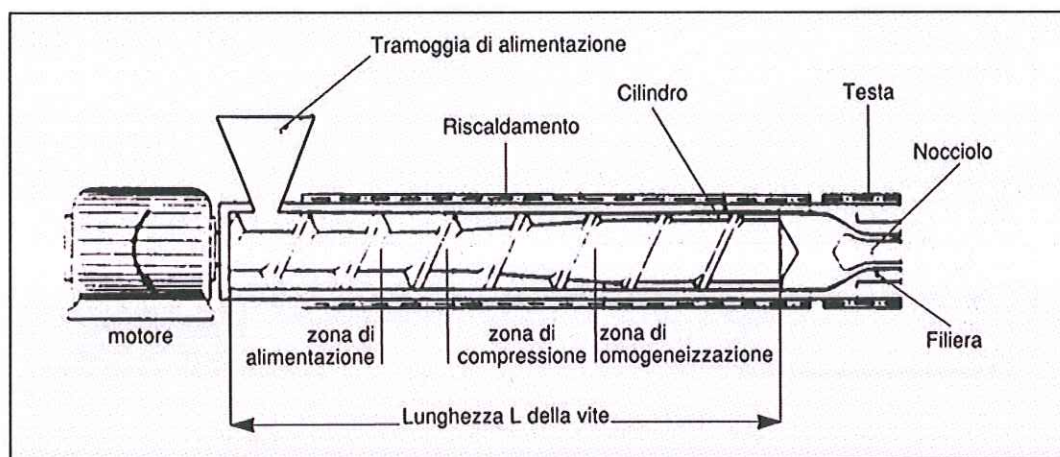 Tramoggia di alimentazione
Cilindro
Testa
Riscaldamento
Nocciolo
motore
zona di
alimentazione
zona di
compressione
zona di
omogeneizzazione
Filiera
Lunghezza L della vite